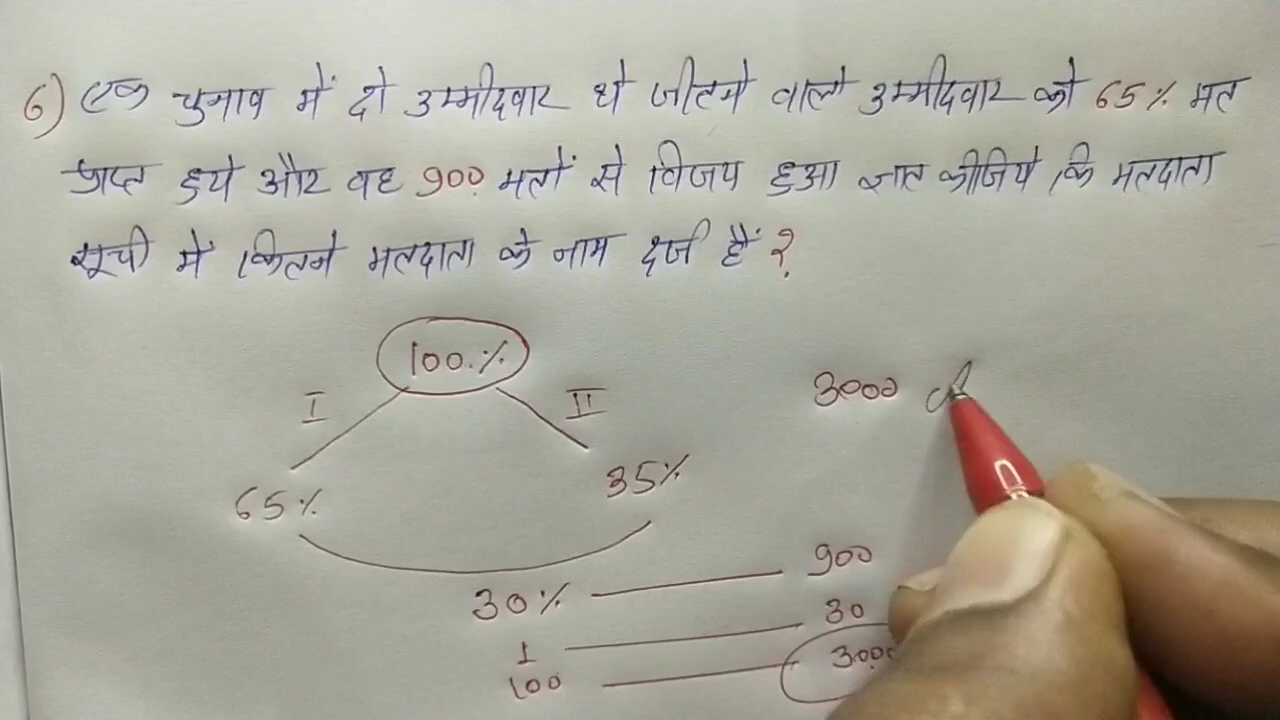 6) एक चुनाव में दो उम्मीदवार थे जीतने वाले उम्मीदवार को 65% मत
प्राप्त हुये और वह 900 मतों से विजय हुआ ज्ञात कीजिये कि मतदाता
सूची में कितने मतदाता के नाम दर्ज हैं ?
100%
I II
65% 35%
3000
30% 900
1 30
100 3000